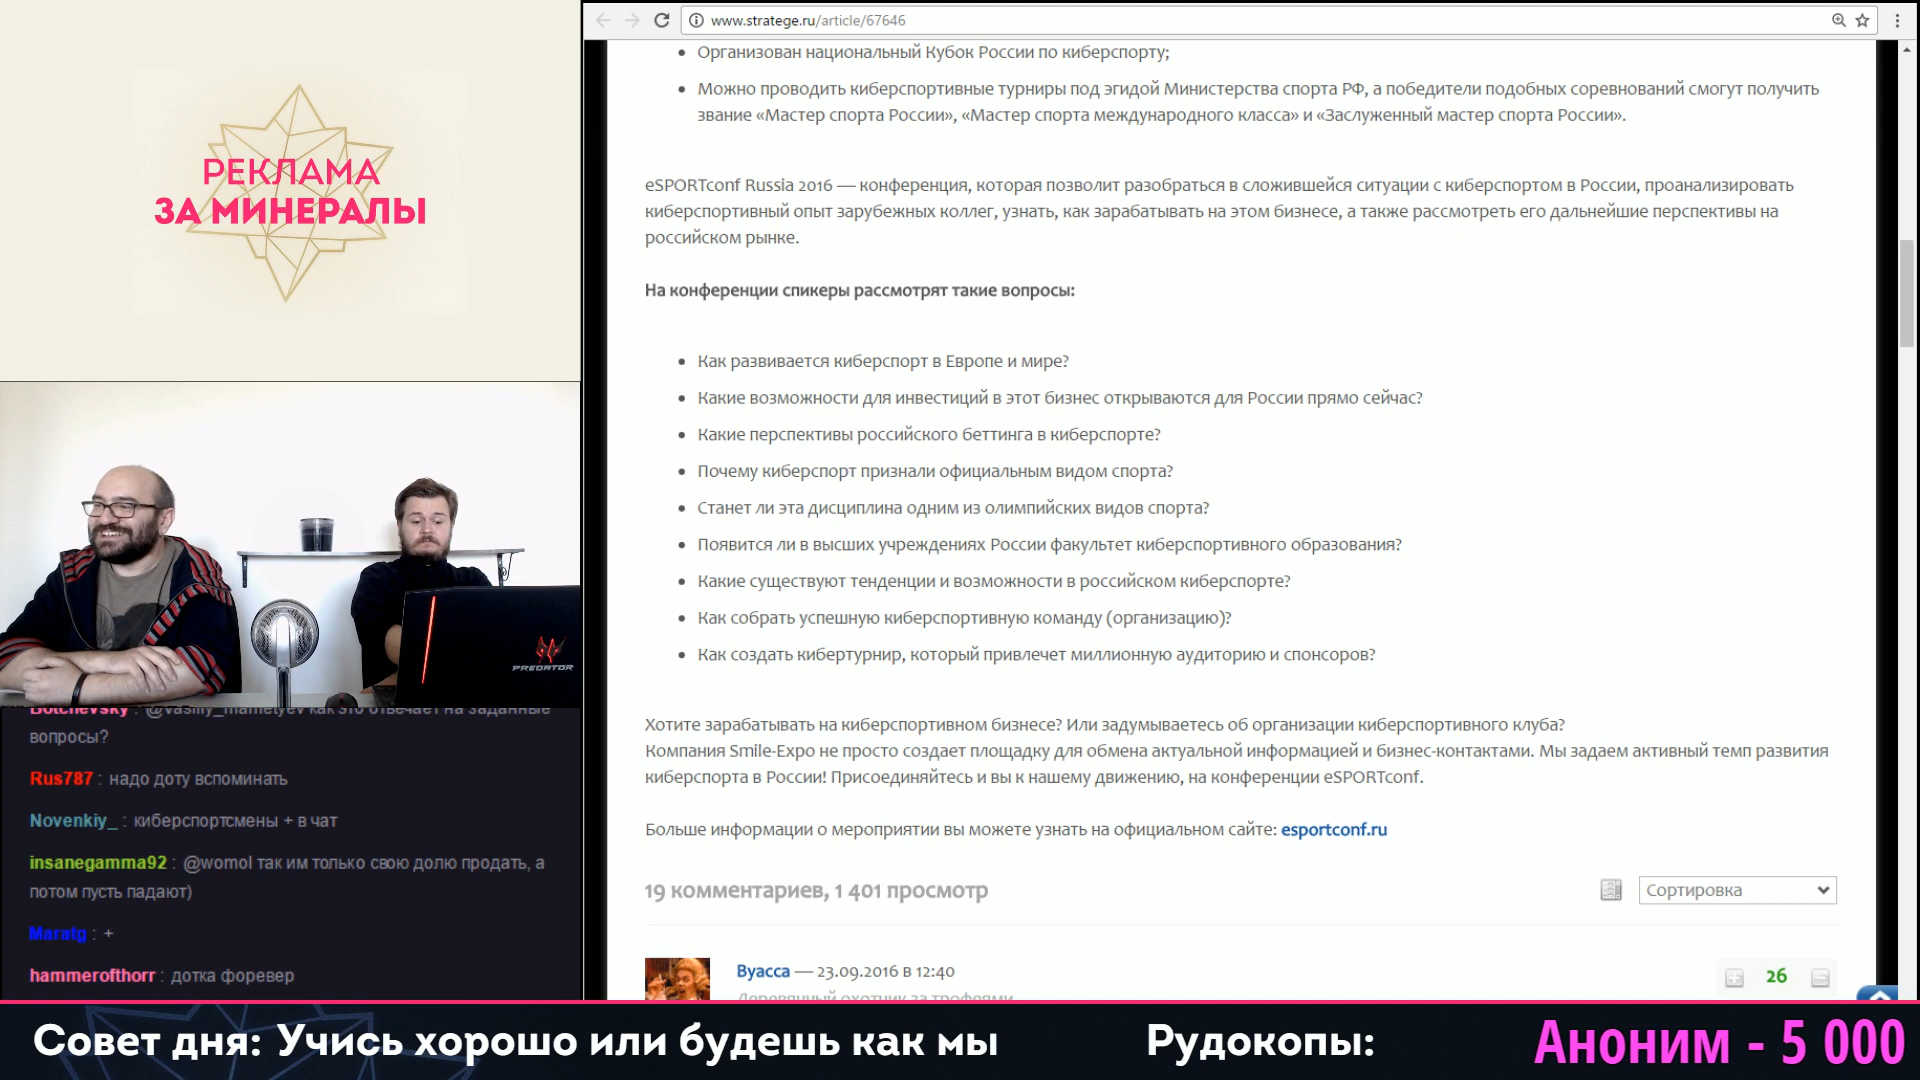 www.stratege.ru/article/67646
Организован национальный Кубок России по киберспорту;
Можно проводить киберспортивные турниры под эгидой Министерства спорта РФ, а победители подобных соревнований смогут получить
звание «Мастер спорта России», «Мастер спорта международного класса» и «Заслуженный мастер спорта России».
eSPORTconf Russia 2016 — конференция, которая позволит разобраться в сложившейся ситуации с киберспортом в России, проанализировать
киберспортивный опыт зарубежных коллег, узнать, как зарабатывать на этом бизнесе, а также рассмотреть его дальнейшие перспективы на
российском рынке.
На конференции спикеры рассмотрят такие вопросы:
Как развивается киберспорт в Европе и мире?
Какие возможности для инвестиций в этот бизнес открываются для России прямо сейчас?
Какие перспективы российского беттинга в киберспорте?
Почему киберспорт признали официальным видом спорта?
Станет ли эта дисциплина одним из олимпийских видов спорта?
Появится ли в высших учреждениях России факультет киберспортивного образования?
Какие существуют тенденции и возможности в российском киберспорте?
Как собрать успешную киберспортивную команду (организацию)?
Как создать кибертурнир, который привлечет миллионную аудиторию и спонсоров?
Хотите зарабатывать на киберспортивном бизнесе? Или задумываетесь об организации киберспортивного клуба?
Компания Smile-Expo не просто создает площадку для обмена актуальной информацией и бизнес-контактами. Мы задаем активный темп развития
киберспорта в России! Присоединяйтесь и вы к нашему движению, на конференции eSPORTconf.
Больше информации о мероприятии вы можете узнать на официальном сайте: esportconf.ru
19 комментариев, 1 401 просмотр
Сортировка
Вуасса — 23.09.2016 в 12:40
26
Деревянный охотник за трофеями
РЕКЛАМА
ЗА МИНЕРАЛЫ
PREDATOR
Botchevsky : @vasiliy_mametyev как это отвечает на заданные
вопросы?
Rus787 : надо доту вспоминать
Novenkiy_ : киберспортсмены + в чат
insanegamma92 : @womol так им только свою долю продать, а
потом пусть падают)
Maratg : +
hammerofthorr : дотка форевер
Совет дня: Учись хорошо или будешь как мы
Рудокопы:
Аноним - 5 000